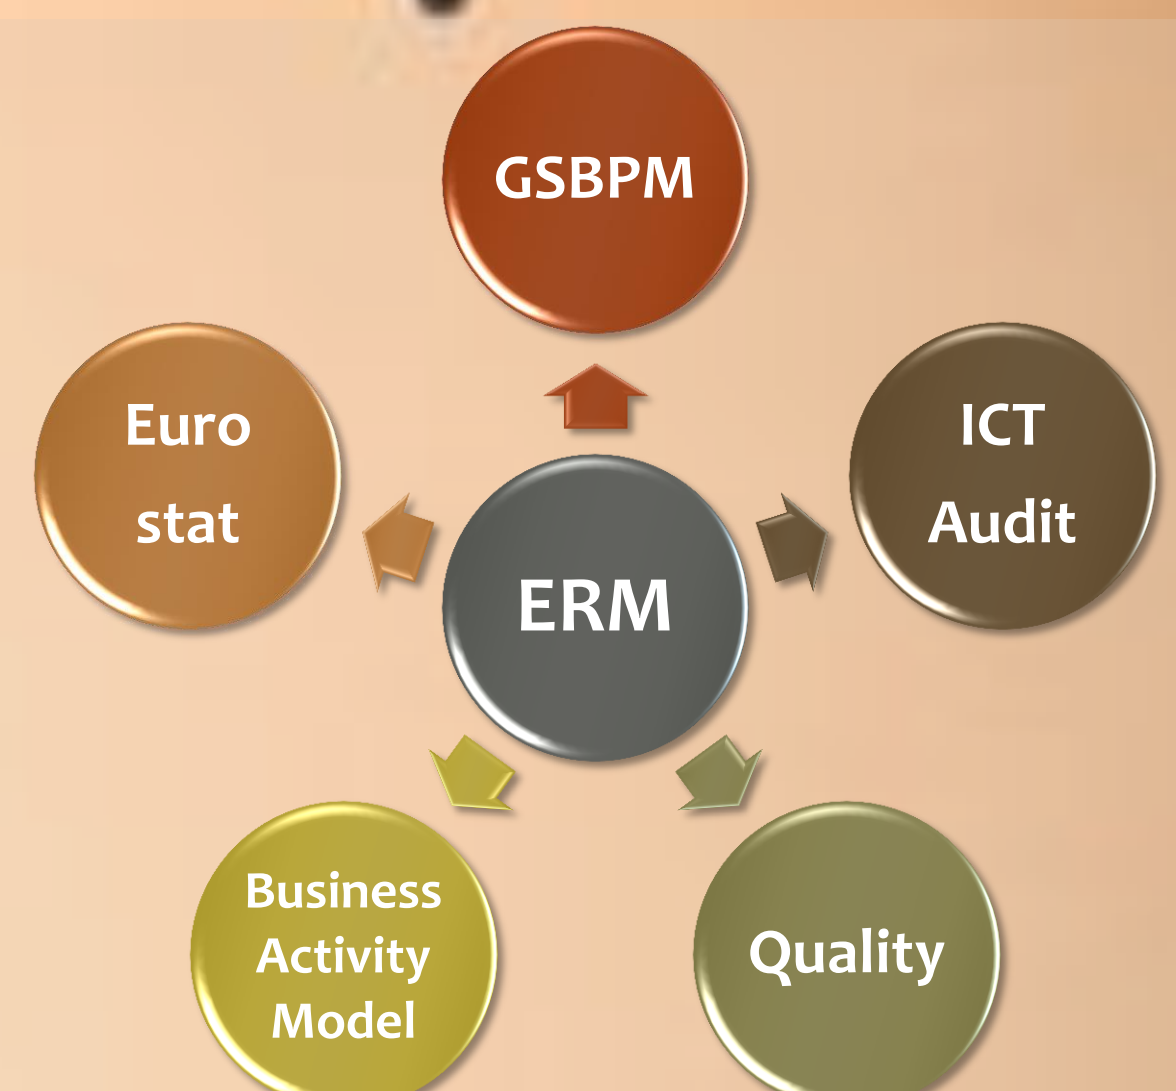 GSBPM
Euro
stat
ICT
Audit
ERM
Business
Activity
Model
Quality